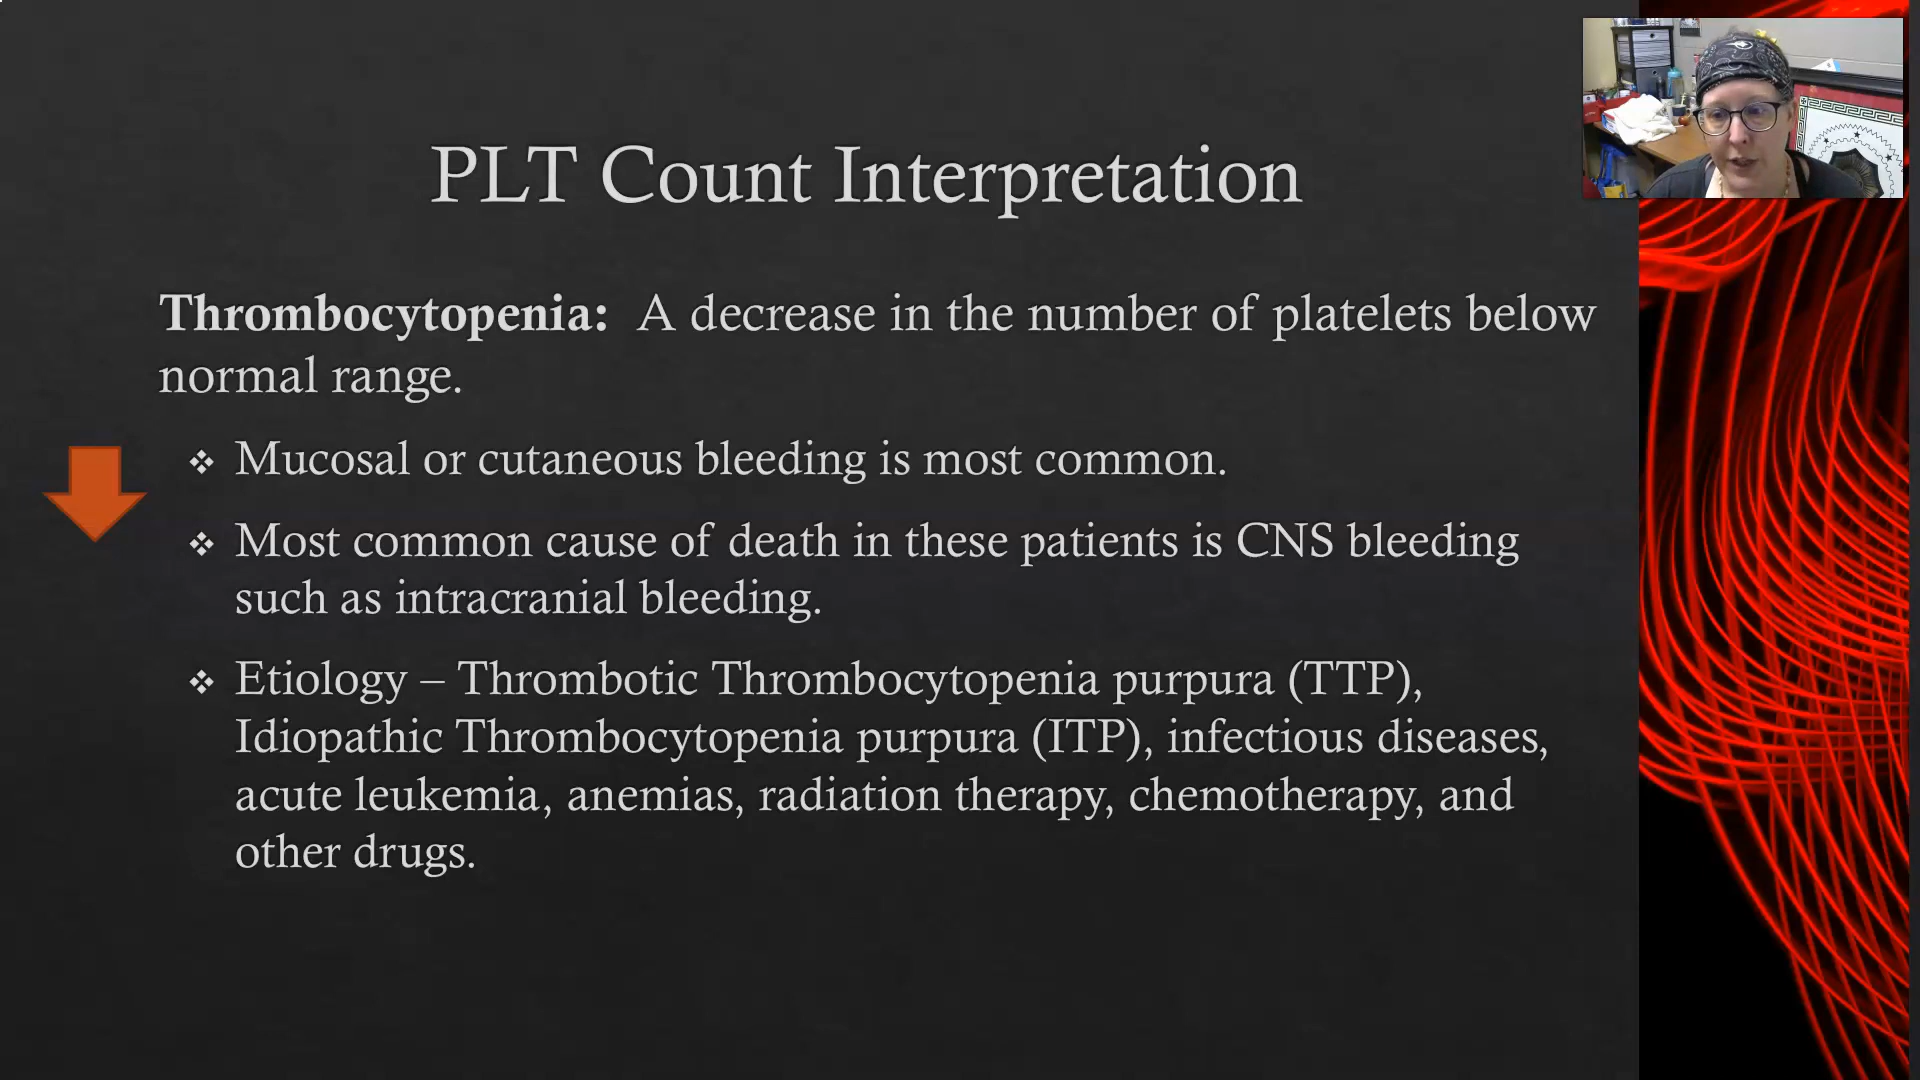 PLT Count Interpretation
Thrombocytopenia: A decrease in the number of platelets below
normal range.
❖ Mucosal or cutaneous bleeding is most common.
❖ Most common cause of death in these patients is CNS bleeding
such as intracranial bleeding.
❖ Etiology – Thrombotic Thrombocytopenia purpura (TTP),
Idiopathic Thrombocytopenia purpura (ITP), infectious diseases,
acute leukemia, anemias, radiation therapy, chemotherapy, and
other drugs.